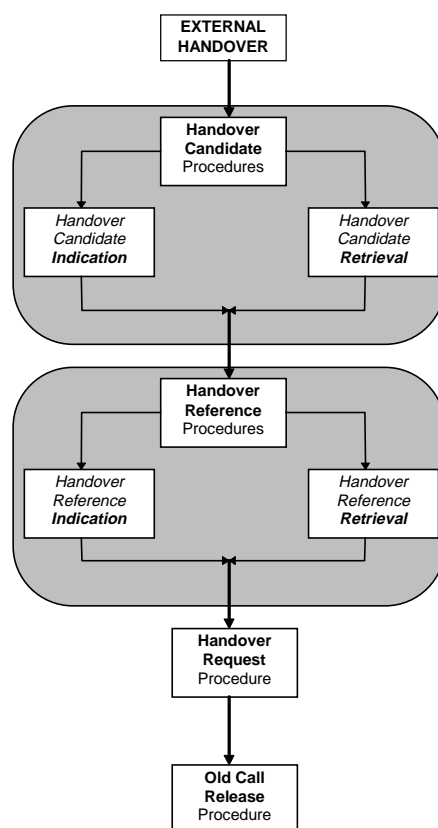 EXTERNAL
HANDOVER
Handover
Candidate
Procedures
Handover
Candidate
Indication
Handover
Candidate
Retrieval
Handover
Reference
Procedures
Handover
Reference
Indication
Handover
Reference
Retrieval
Handover
Request
Procedure
Old Call
Release
Procedure